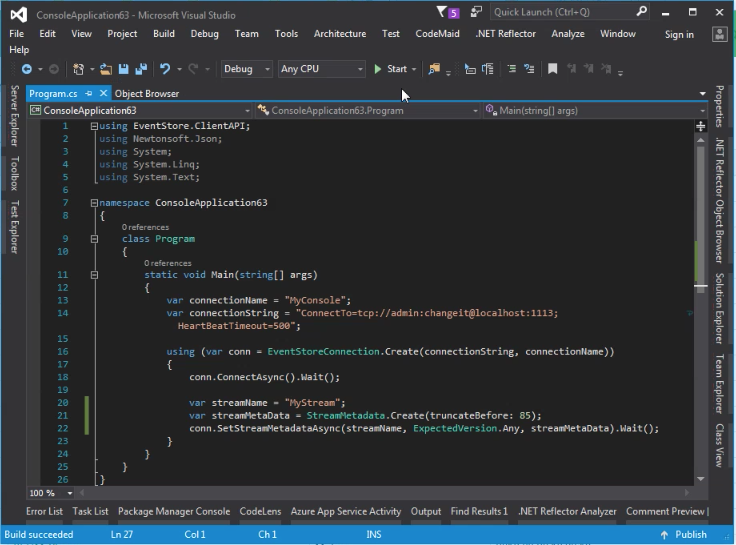 ConsoleApplication63 - Microsoft Visual Studio
5
Quick Launch (Ctrl+Q)
File Edit View Project Build Debug Team Tools Architecture Test CodeMaid .NET Reflector Analyze Window Sign in
Help
Debug Any CPU Start
Program.cs Object Browser
ConsoleApplication63 ConsoleApplication63.Program Main(string[] args)
1 using EventStore.ClientAPI;
2 using Newtonsoft.Json;
3 using System;
4 using System.Linq;
5 using System.Text;
6
7 namespace ConsoleApplication63
8 {
0 references
9 class Program
10 {
0 references
11 static void Main(string[] args)
12 {
13 var connectionName = "MyConsole";
14 var connectionString = "ConnectTo=tcp://admin:changeit@localhost:1113;
HeartBeatTimeout=500";
15
16 using (var conn = EventStoreConnection.Create(connectionString, connectionName))
17 {
18 conn.ConnectAsync().Wait();
19
20 var streamName = "MyStream";
21 var streamMetaData = StreamMetadata.Create(truncateBefore: 85);
22 conn.SetStreamMetadataAsync(streamName, ExpectedVersion.Any, streamMetaData).Wait();
23 }
24 }
25 }
26 }
Server Explorer
Toolbox
Test Explorer
Properties
.NET Reflector Object Browser
Solution Explorer
Team Explorer
Class View
100 %
Error List Task List Package Manager Console CodeLens Azure App Service Activity Output Find Results 1 .NET Reflector Analyzer Comment Preview
Build succeeded Ln 27 Col 1 Ch 1 INS Publish